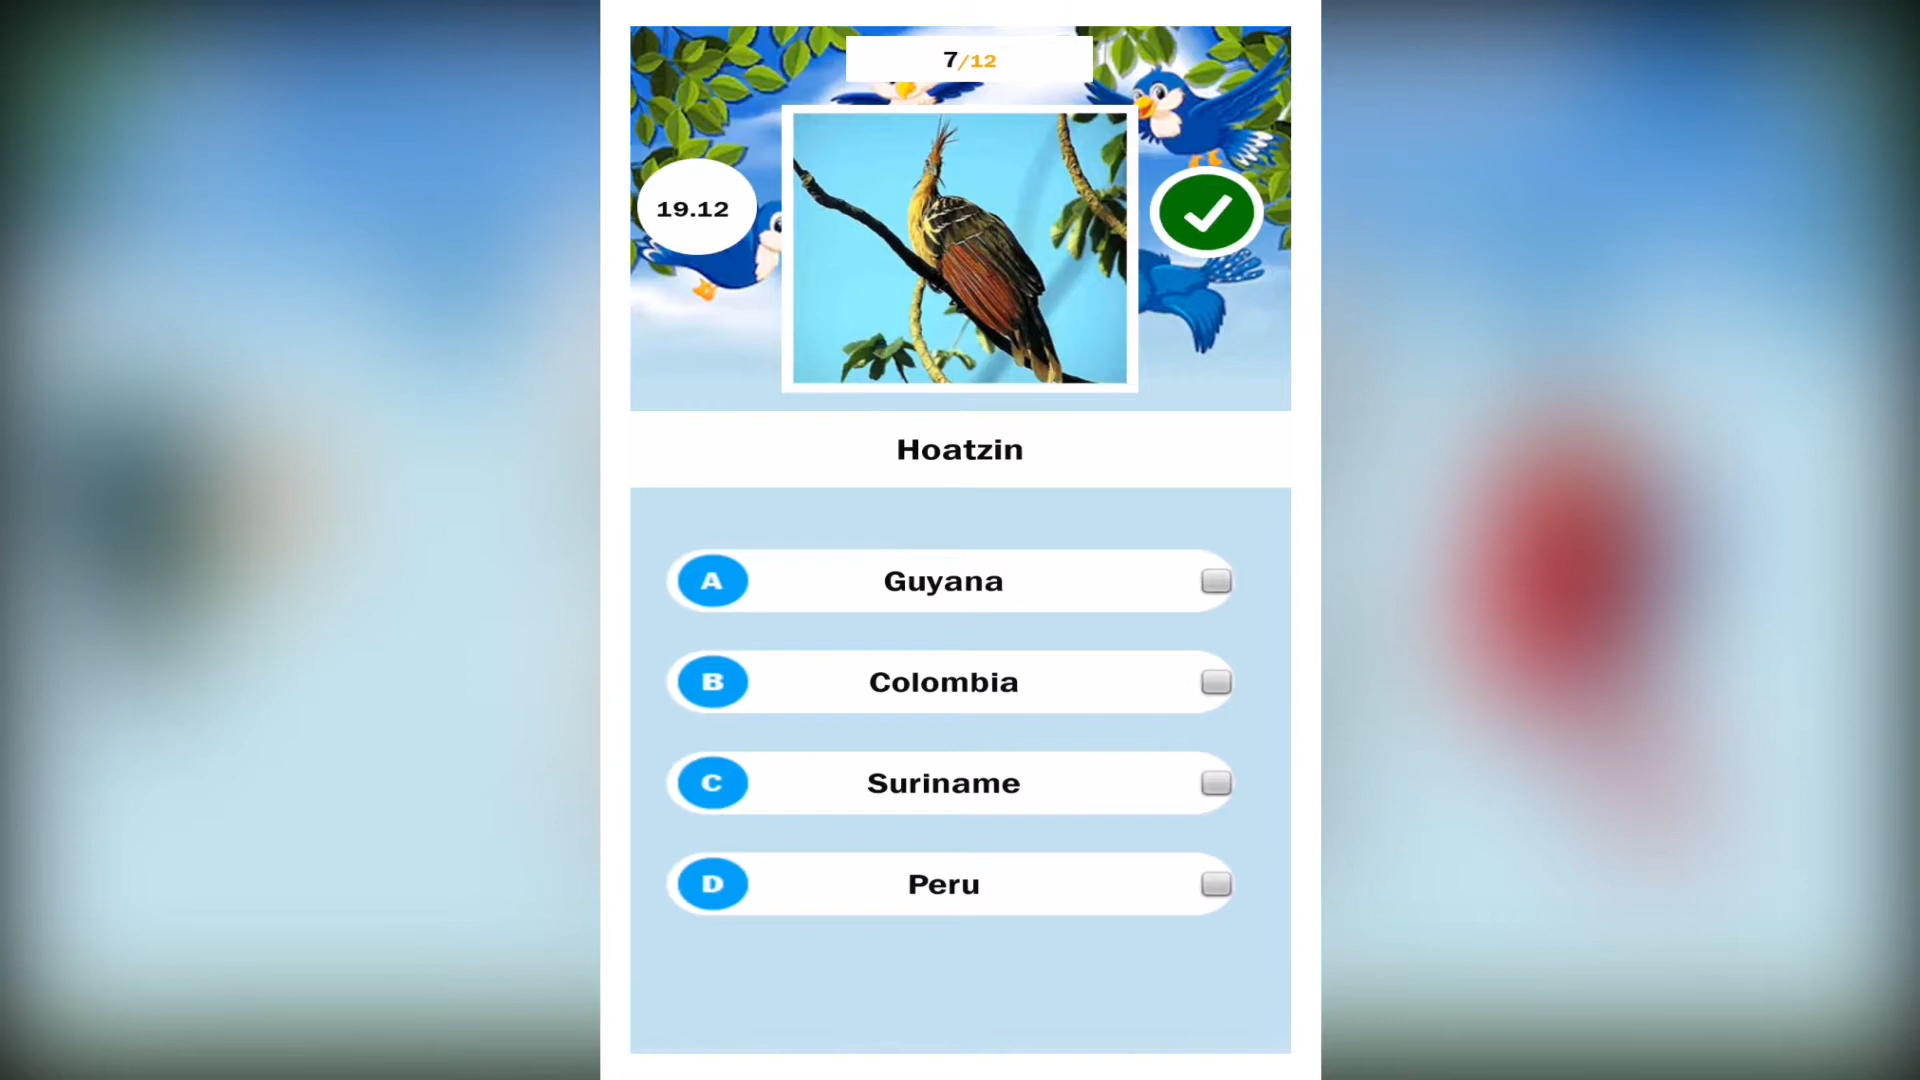 7/12
19.12
Hoatzin
A Guyana
B Colombia
C Suriname
D Peru